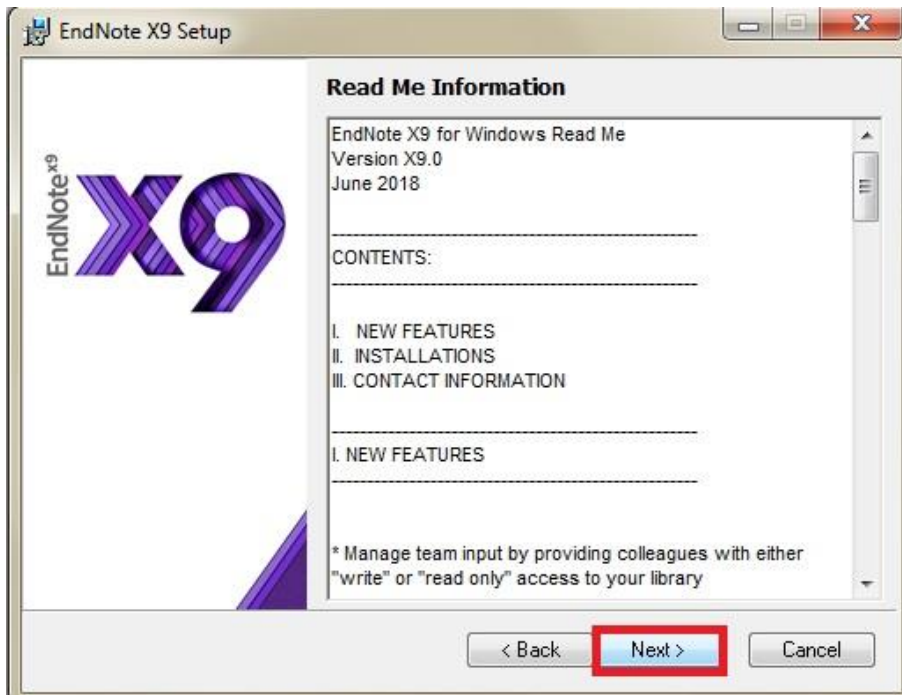 EndNote X9 Setup
EndNote X9
X9
Read Me Information
EndNote X9 for Windows Read Me
Version X9.0
June 2018
-------------------------------------------------------------
CONTENTS:
-------------------------------------------------------------
I.   NEW FEATURES
II.  INSTALLATIONS
III. CONTACT INFORMATION
-------------------------------------------------------------
I. NEW FEATURES
-------------------------------------------------------------
* Manage team input by providing colleagues with either
"write" or "read only" access to your library
< Back
Next >
Cancel